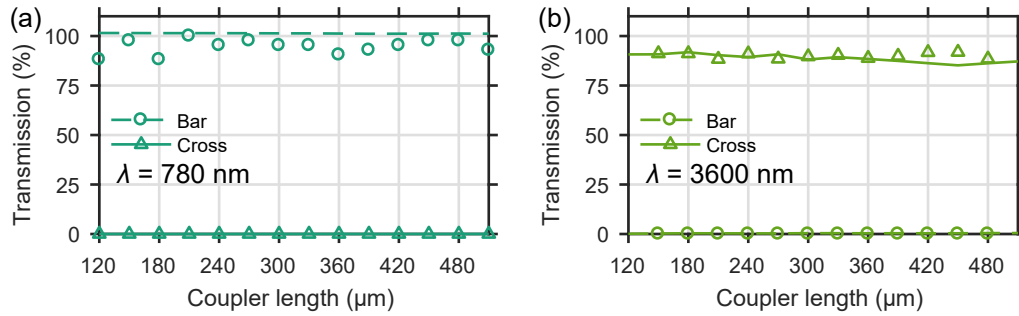 (a)
Transmission (%)
100
75
50
25
0
Bar
Cross
λ = 780 nm
120 180 240 300 360 420 480
Coupler length (μm)
(b)
Transmission (%)
100
75
50
25
0
Bar
Cross
λ = 3600 nm
120 180 240 300 360 420 480
Coupler length (μm)